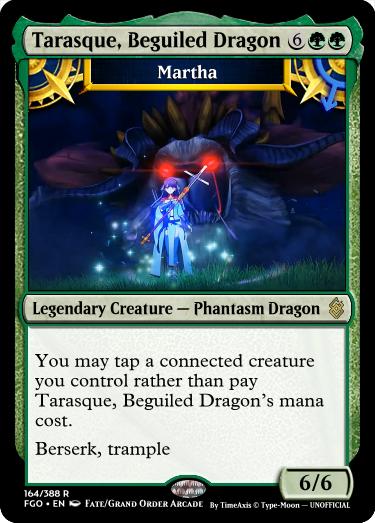 Tarasque, Beguiled Dragon 6
Martha
Legendary Creature — Phantasm Dragon
You may tap a connected creature
you control rather than pay
Tarasque, Beguiled Dragon's mana
cost.
Berserk, trample
6/6
164/388 R
FGO • EN Fate/Grand Order Arcade
By TimeAxis © Type-Moon — UNOFFICIAL